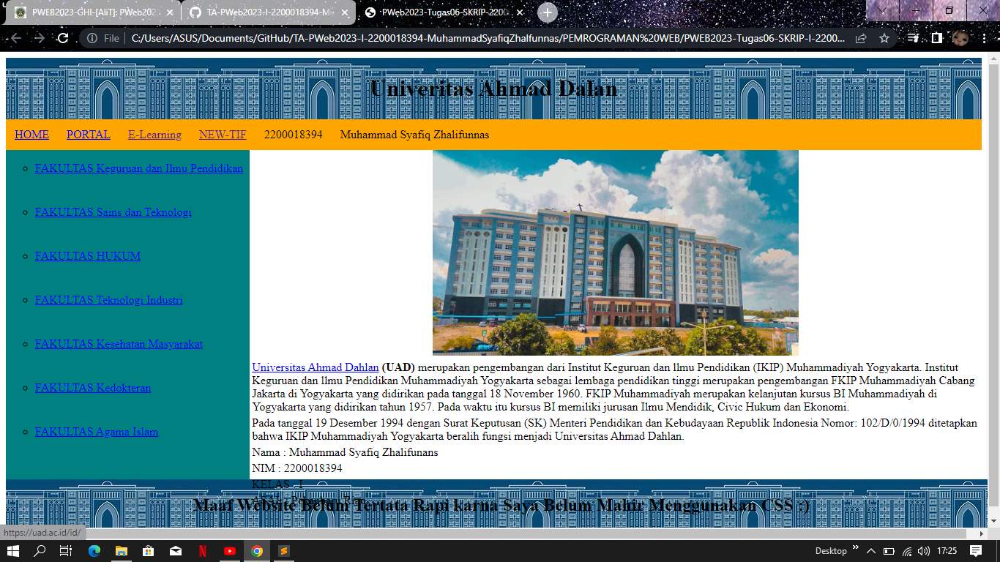 PWEB2023-GHI-[AliT]: PWeb202
TA-PWeb2023-I-2200018394-Mu
PWeb2023-Tugas06-SKRIP-2200
File
C:/Users/ASUS/Documents/GitHub/TA-PWeb2023-I-2200018394-MuhammadSyafiqZhalfunnas/PEMROGRAMAN%20WEB/PWEB2023-Tugas06-SKRIP-I-2200...
Univeritas Ahmad Dalan
HOME PORTAL E-Learning NEW-TIF 2200018394 Muhammad Syafiq Zhalifunnas
FAKULTAS Keguruan dan Ilmu Pendidikan
FAKULTAS Sains dan Teknologi
FAKULTAS HUKUM
FAKULTAS Teknologi Industri
FAKULTAS Kesehatan Masyarakat
FAKULTAS Kedokteran
FAKULTAS Agama Islam
Universitas Ahmad Dahlan (UAD) merupakan pengembangan dari Institut Keguruan dan Ilmu Pendidikan (IKIP) Muhammadiyah Yogyakarta. Institut
Keguruan dan Ilmu Pendidikan Muhammadiyah Yogyakarta sebagai lembaga pendidikan tinggi merupakan pengembangan FKIP Muhammadiyah Cabang
Jakarta di Yogyakarta yang didirikan pada tanggal 18 November 1960. FKIP Muhammadiyah merupakan kelanjutan kursus BI Muhammadiyah di
Yogyakarta yang didirikan tahun 1957. Pada waktu itu kursus BI memiliki jurusan Ilmu Mendidik, Civic Hukum dan Ekonomi.
Pada tanggal 19 Desember 1994 dengan Surat Keputusan (SK) Menteri Pendidikan dan Kebudayaan Republik Indonesia Nomor: 102/D/0/1994 ditetapkan
bahwa IKIP Muhammadiyah Yogyakarta beralih fungsi menjadi Universitas Ahmad Dahlan.
Nama : Muhammad Syafiq Zhalifunans
NIM : 2200018394
KELAS : I
Maaf Website Belum Tertata Rapi karna Saya Belum Mahir Menggunakan CSS :)
https://uad.ac.id/id/
Desktop
17:25